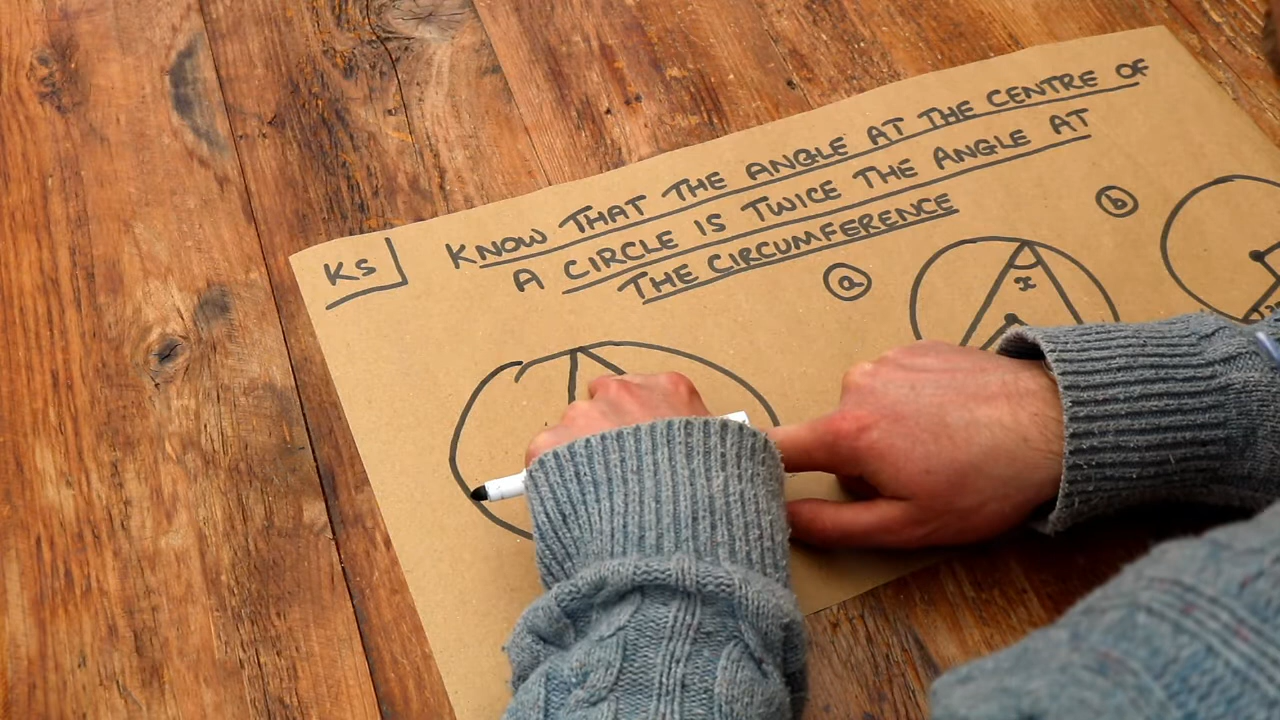 KS
KNOW THAT THE ANGLE AT THE CENTRE OF
A CIRCLE IS TWICE THE ANGLE AT
THE CIRCUMFERENCE
a
b
x